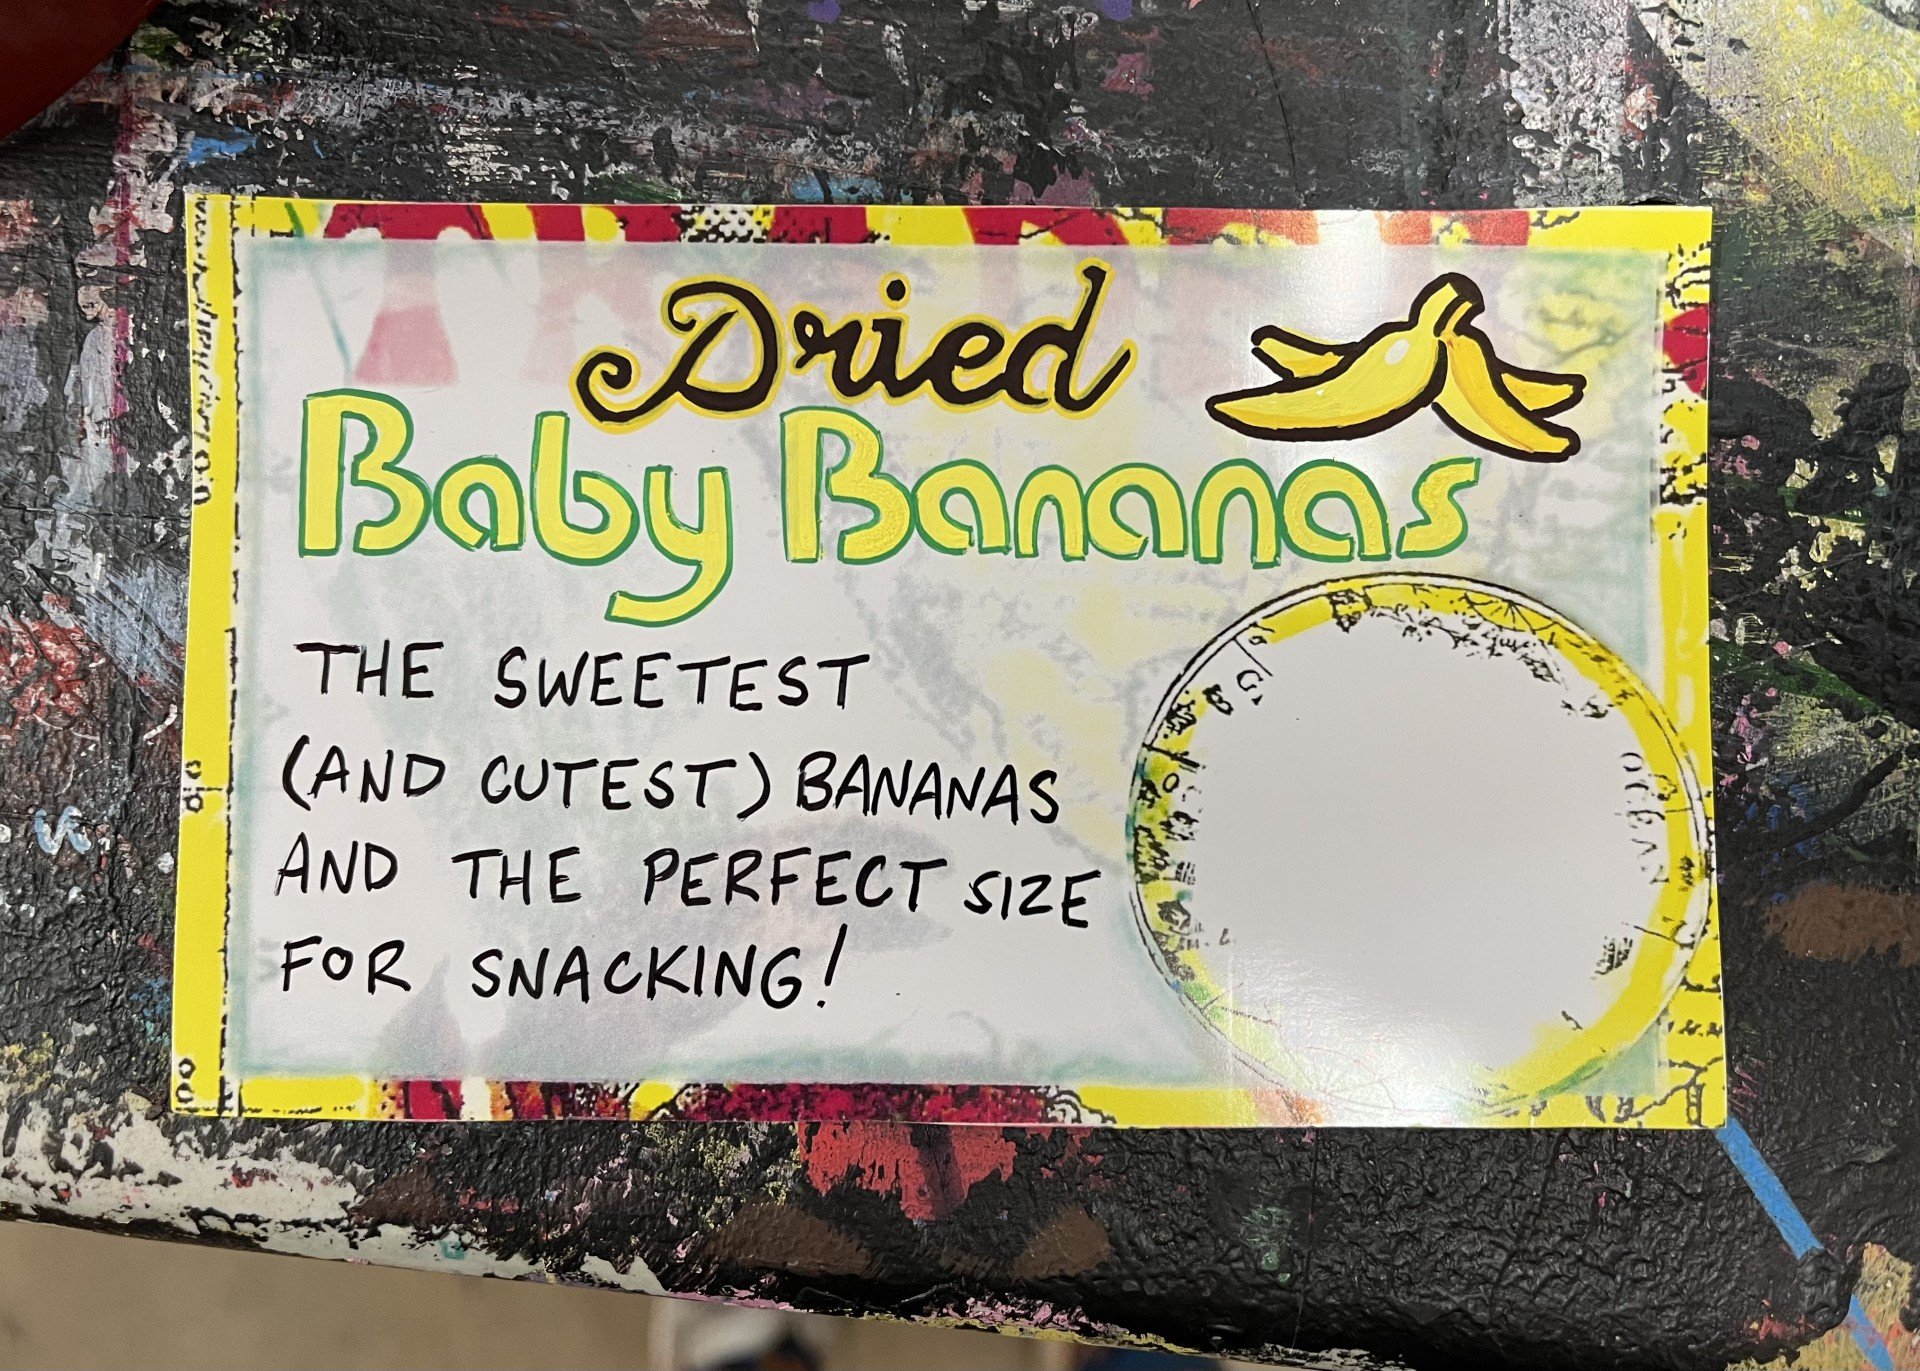 Dried
Baby Bananas
THE SWEETEST
(AND CUTEST) BANANAS
AND THE PERFECT SIZE
FOR SNACKING!